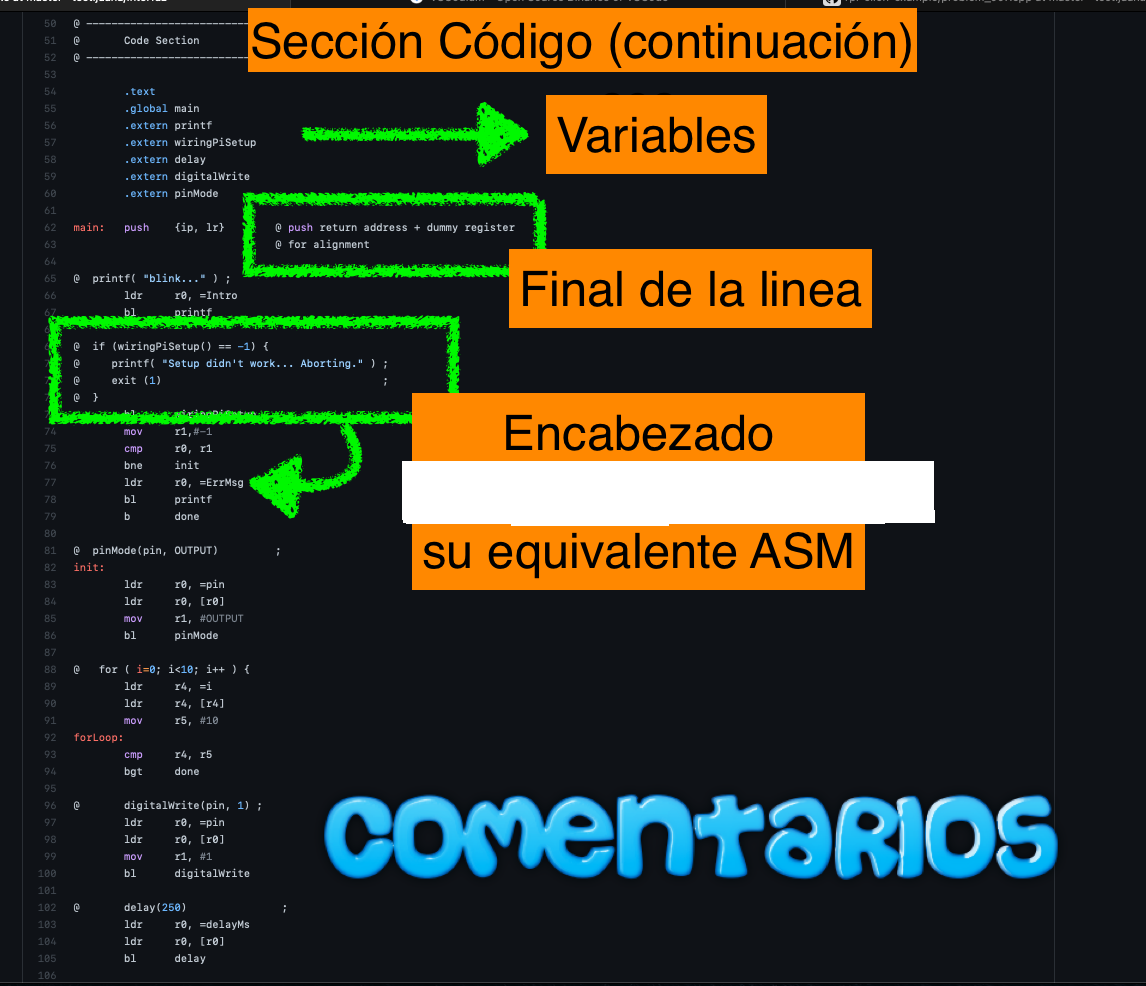 50 @ ----------------------------
51 @ Code Section
52 @ ----------------------------
Sección Código (continuación)
53
54 .text
55 .global main
56 .extern printf
57 .extern wiringPiSetup
58 .extern delay
59 .extern digitalWrite
60 .extern pinMode
Variables
61
62 main: push {ip, lr} @ push return address + dummy register
63 @ for alignment
64
65 @ printf( "blink..." ) ;
66 ldr r0, =Intro
67 bl printf
Final de la linea
@ if (wiringPiSetup() == -1) {
@ printf( "Setup didn't work... Aborting." ) ;
@ exit (1) ;
@ }
74 mov r1,#-1
75 cmp r0, r1
76 bne init
77 ldr r0, =ErrMsg
78 bl printf
79 b done
Encabezado
su equivalente ASM
80
81 @ pinMode(pin, OUTPUT) ;
82 init:
83 ldr r0, =pin
84 ldr r0, [r0]
85 mov r1, #OUTPUT
86 bl pinMode
87
88 @ for ( i=0; i<10; i++ ) {
89 ldr r4, =i
90 ldr r4, [r4]
91 mov r5, #10
92 forLoop:
93 cmp r4, r5
94 bgt done
95
96 @ digitalWrite(pin, 1) ;
97 ldr r0, =pin
98 ldr r0, [r0]
99 mov r1, #1
100 bl digitalWrite
comentarios
101
102 @ delay(250) ;
103 ldr r0, =delayMs
104 ldr r0, [r0]
105 bl delay
106